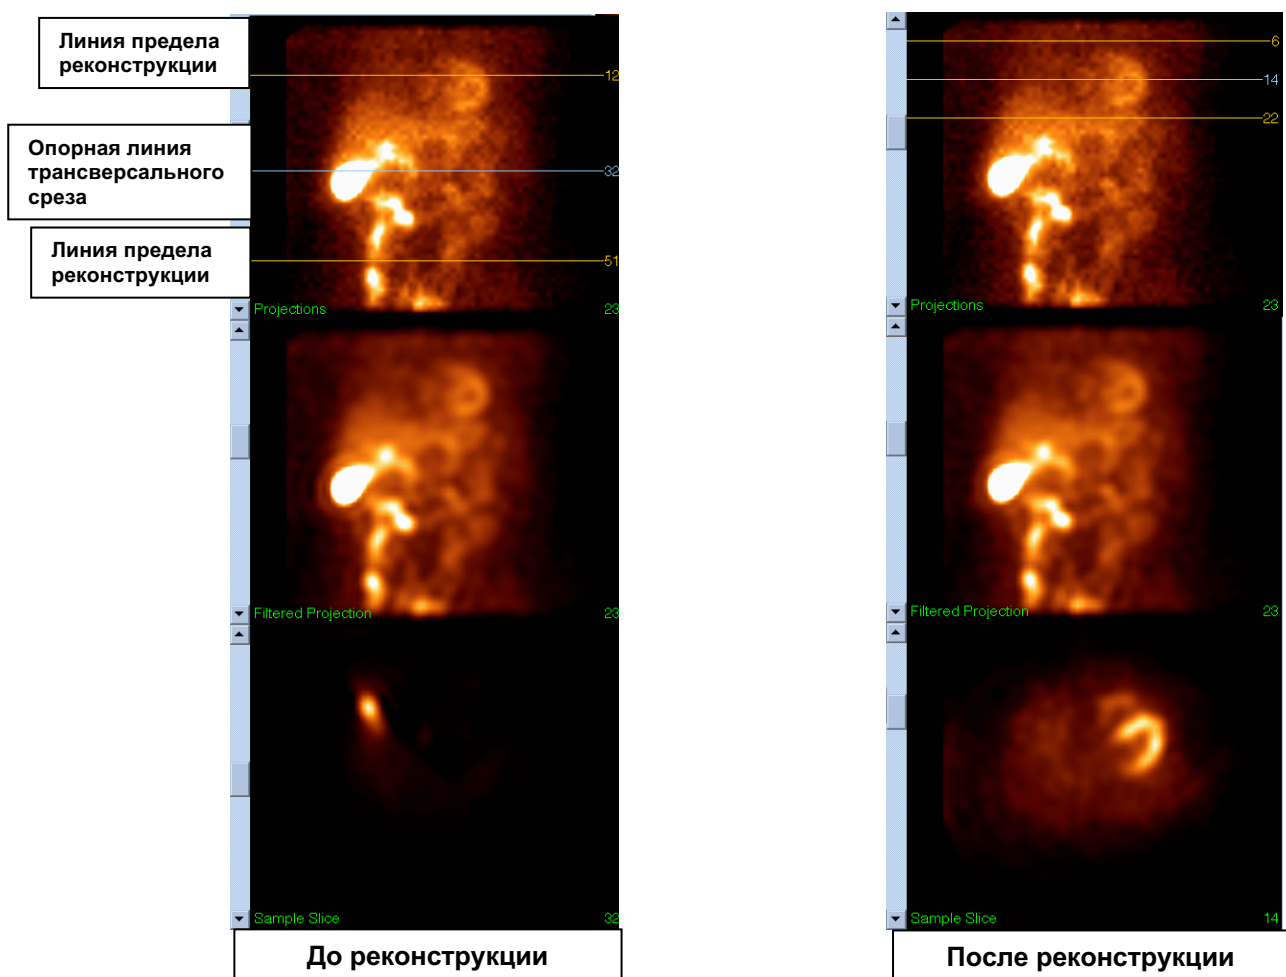 Линия предела
реконструкции
Опорная линия
трансверсального
среза
Линия предела
реконструкции
12
32
51
Projections 23
Filtered Projection 23
Sample Slice 32
До реконструкции
6
14
22
Projections 23
Filtered Projection 23
Sample Slice 14
После реконструкции